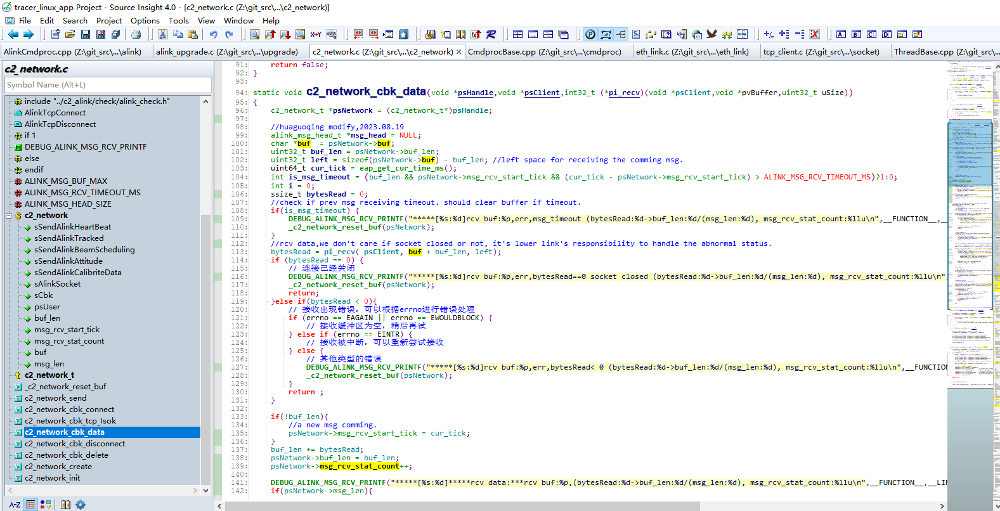 tracer_linux_app Project - Source Insight 4.0 - [c2_network.c (Z:\git_src\...\c2_network)]
File Edit Search Project Options Tools View Window Help
AlinkCmdproc.cpp (Z:\git_src\...\alink) alink_upgrade.c (Z:\git_src\...\upgrade) c2_network.c (Z:\git_src\...\c2_network) CmdprocBase.cpp (Z:\git_src\...\cmdproc) eth_link.c (Z:\git_src\...\eth_link) tcp_client.c (Z:\git_src\...\socket) ThreadBase.cpp (Z:\git_src\...
c2_network.c
Symbol Name (Alt+L)
include "../c2_alink/check/alink_check.h"
AlinkTcpConnect
AlinkTcpDisconnect
if 1
DEBUG_ALINK_MSG_RCV_PRINTF
else
endif
ALINK_MSG_BUF_MAX
ALINK_MSG_RCV_TIMEOUT_MS
ALINK_MSG_HEAD_SIZE
c2_network
sSendAlinkHeartBeat
sSendAlinkTracked
sSendAlinkBeamScheduling
sSendAlinkAttitude
sSendAlinkCalibriteData
sAlinkSocket
sCbk
psUser
buf_len
msg_rcv_start_tick
msg_rcv_stat_count
buf
msg_len
c2_network_t
_c2_network_reset_buf
c2_network_send
c2_network_cbk_connect
c2_network_cbk_tcp_Isok
c2_network_cbk_data
c2_network_cbk_disconnect
c2_network_cbk_delete
c2_network_create
c2_network_init
A-Z
91: return false;
92: }
93:
94: static void c2_network_cbk_data(void *psHandle,void *psClient,int32_t (*pi_recv)(void *psClient,void *pvBuffer,uint32_t uSize))
95: {
96: c2_network_t *psNetwork = (c2_network_t*)psHandle;
97:
98: //huaguoqing modify,2023.08.19
99: alink_msg_head_t *msg_head = NULL;
100: char *buf = psNetwork->buf;
101: uint32_t buf_len = psNetwork->buf_len;
102: uint32_t left = sizeof(psNetwork->buf) - buf_len; //left space for receiving the comming msg.
103: uint64_t cur_tick = eap_get_cur_time_ms();
104: int is_msg_timeout = (buf_len && psNetwork->msg_rcv_start_tick && (cur_tick - psNetwork->msg_rcv_start_tick) > ALINK_MSG_RCV_TIMEOUT_MS)?1:0;
105: int i = 0;
106: ssize_t bytesRead = 0;
107: //check if prev msg receiving timeout. should clear buffer if timeout.
108: if(is_msg_timeout) {
109: DEBUG_ALINK_MSG_RCV_PRINTF("*****[%s:%d]rcv buf:%p,err,msg_timeout (bytesRead:%d->buf_len:%d/(msg_len:%d), msg_rcv_stat_count:%llu\n",__FUNCTION__,__
110: _c2_network_reset_buf(psNetwork);
111: }
112: //rcv data,we don't care if socket closed or not, it's lower link's responsibility to handle the abnormal status.
113: bytesRead = pi_recv( psClient, buf + buf_len, left);
114: if (bytesRead == 0) {
115: // 连接已经关闭
116: DEBUG_ALINK_MSG_RCV_PRINTF("*****[%s:%d]rcv buf:%p,err,bytesRead==0 socket closed (bytesRead:%d->buf_len:%d/(msg_len:%d), msg_rcv_stat_count:%llu\n"
117: _c2_network_reset_buf(psNetwork);
118: return;
119: }else if(bytesRead < 0){
120: // 接收出现错误，可以根据errno进行错误处理
121: if (errno == EAGAIN || errno == EWOULDBLOCK) {
122: // 接收缓冲区为空，稍后再试
123: } else if (errno == EINTR) {
124: // 接收被中断，可以重新尝试接收
125: } else {
126: // 其他类型的错误
127: DEBUG_ALINK_MSG_RCV_PRINTF("*****[%s:%d]rcv buf:%p,err,bytesRead< 0 (bytesRead:%d->buf_len:%d/(msg_len:%d), msg_rcv_stat_count:%llu\n",__FUNCTION
128: _c2_network_reset_buf(psNetwork);
129: }
130: return ;
131: }
132:
133: if(!buf_len){
134: //a new msg comming.
135: psNetwork->msg_rcv_start_tick = cur_tick;
136: }
137: buf_len += bytesRead;
138: psNetwork->buf_len = buf_len;
139: psNetwork->msg_rcv_stat_count++;
140:
141: DEBUG_ALINK_MSG_RCV_PRINTF("*****[%s:%d]*****rcv data:***rcv buf:%p,(bytesRead:%d->buf_len:%d/(msg_len:%d), msg_rcv_stat_count:%llu\n",__FUNCTION__,__LIN
142: if(psNetwork->msg_len){